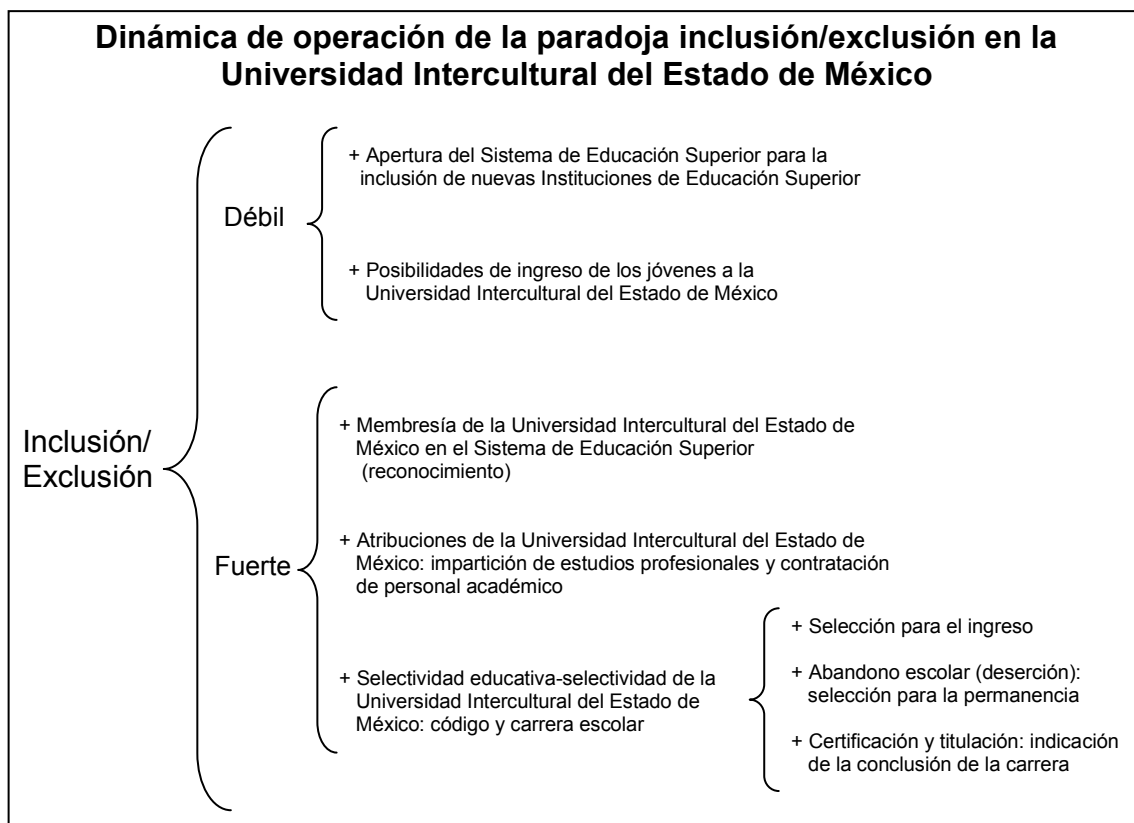 Dinámica de operación de la paradoja inclusión/exclusión en la
Universidad Intercultural del Estado de México
Inclusión/
Exclusión
Débil
+ Apertura del Sistema de Educación Superior para la
inclusión de nuevas Instituciones de Educación Superior
+ Posibilidades de ingreso de los jóvenes a la
Universidad Intercultural del Estado de México
Fuerte
+ Membresía de la Universidad Intercultural del Estado de
México en el Sistema de Educación Superior
(reconocimiento)
+ Atribuciones de la Universidad Intercultural del Estado de
México: impartición de estudios profesionales y contratación
de personal académico
+ Selectividad educativa-selectividad de la
Universidad Intercultural del Estado de
México: código y carrera escolar
+ Selección para el ingreso
+ Abandono escolar (deserción):
selección para la permanencia
+ Certificación y titulación: indicación
de la conclusión de la carrera